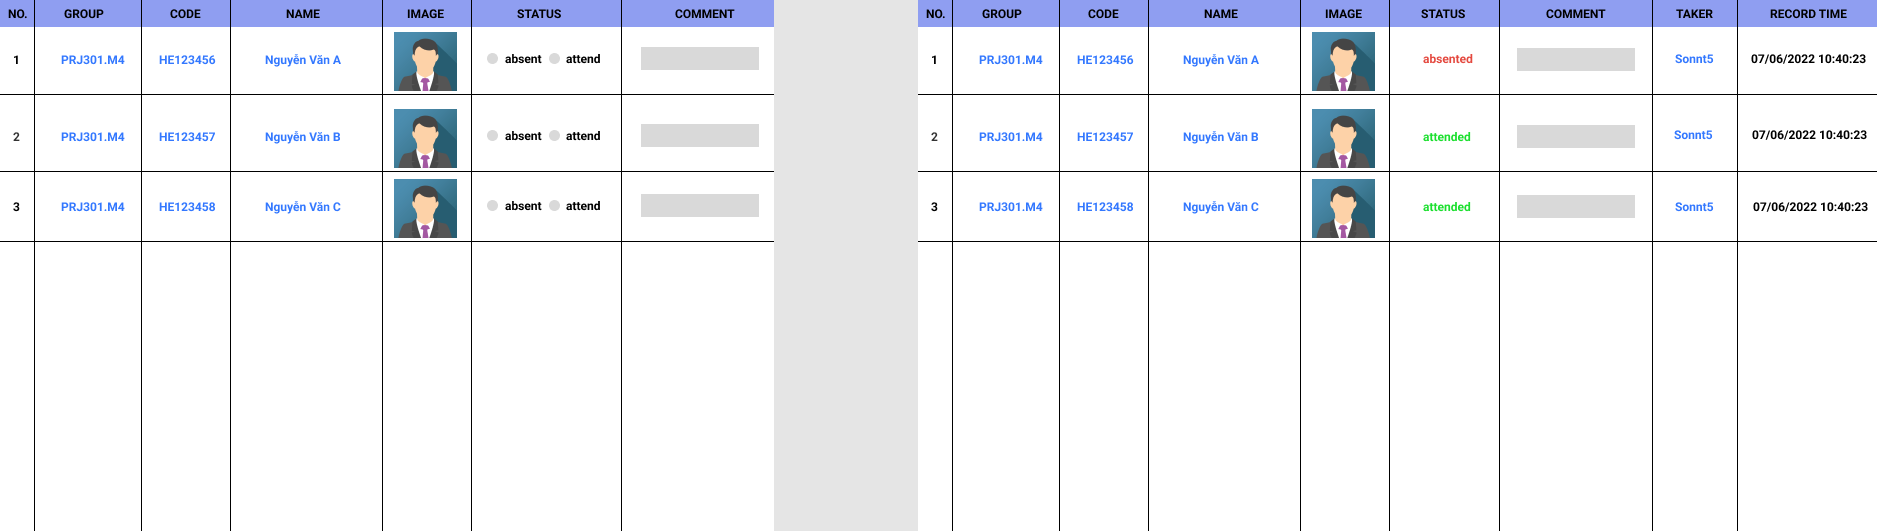 NO. GROUP CODE NAME IMAGE STATUS COMMENT
1 PRJ301.M4 HE123456 Nguyễn Văn A absent attend
2 PRJ301.M4 HE123457 Nguyễn Văn B absent attend
3 PRJ301.M4 HE123458 Nguyễn Văn C absent attend
NO. GROUP CODE NAME IMAGE STATUS COMMENT TAKER RECORD TIME
1 PRJ301.M4 HE123456 Nguyễn Văn A absented Sonnt5 07/06/2022 10:40:23
2 PRJ301.M4 HE123457 Nguyễn Văn B attended Sonnt5 07/06/2022 10:40:23
3 PRJ301.M4 HE123458 Nguyễn Văn C attended Sonnt5 07/06/2022 10:40:23